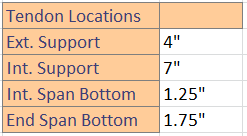 Tendon Locations
Ext. Support 4"
Int. Support 7"
Int. Span Bottom 1.25"
End Span Bottom 1.75"